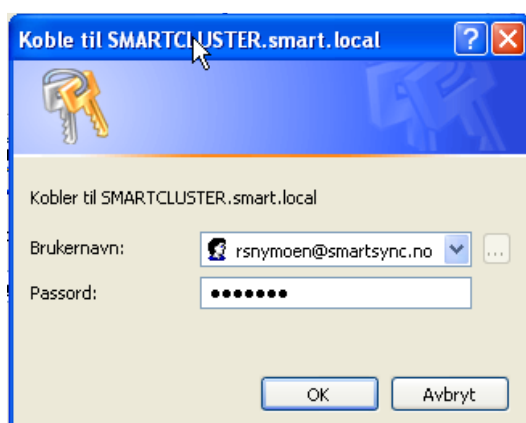 Koble til SMARTCLUSTER.smart.local
Kobler til SMARTCLUSTER.smart.local
Brukernavn: rsnymoen@smartsync.no ...
Passord: ●●●●●●●
OK Avbryt